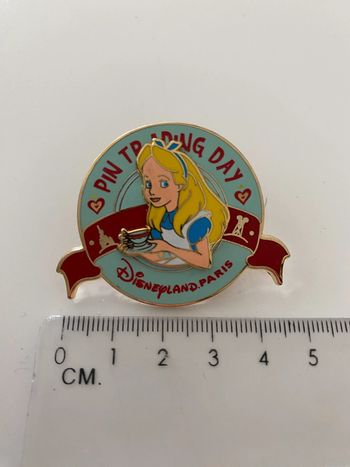 PIN TRADING DAY
DISNEYLAND PARIS
0 1 2 3 4 5
CM.